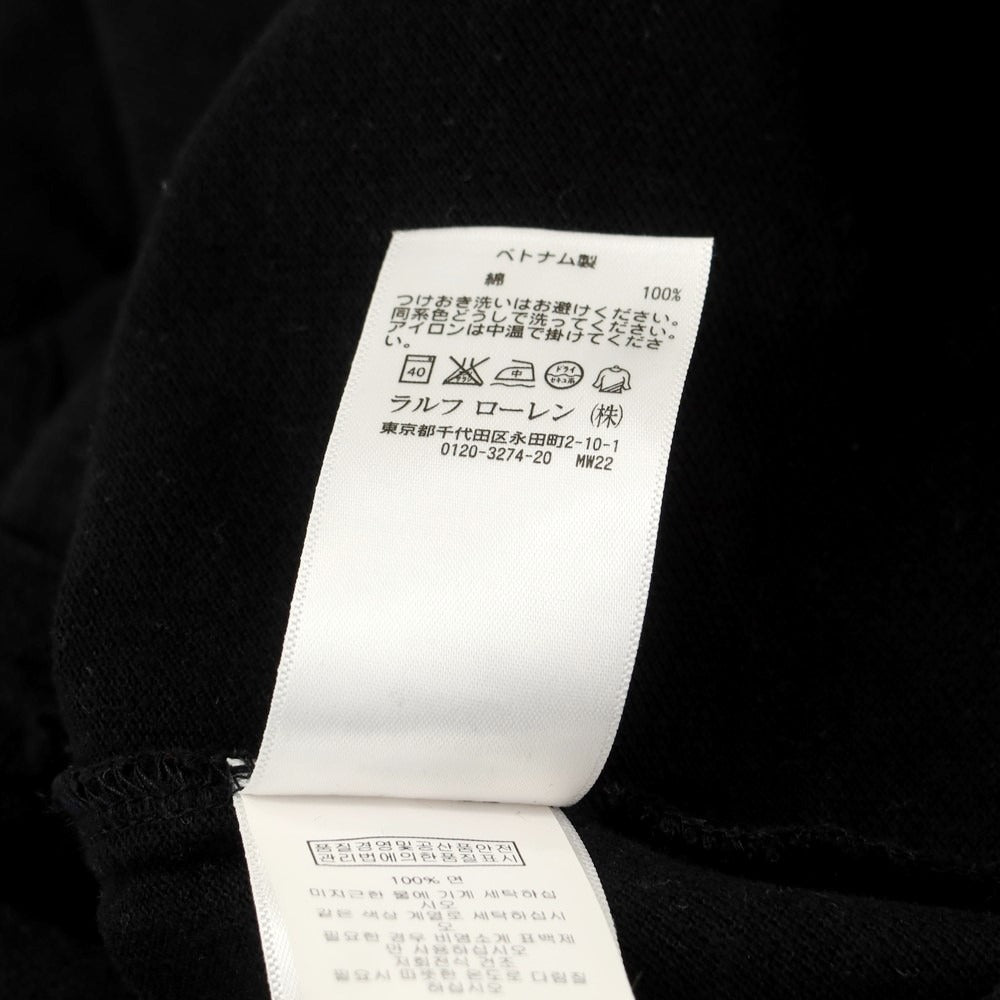 ベトナム製
綿 100%
つけおき洗いはお避けください。
同系色どうしで洗ってください。
アイロンは中温で掛けてくださ
い。
40 中 ドライ セキユ系
ラルフ ローレン (株)
東京都千代田区永田町2-10-1
0120-3274-20 MW22
품질경영및공산품안전
관리법에의한품질표시
100% 면
미지근한 물에 기계 세탁하십
시오
같은 색상 계열로 세탁하십시
오
필요한 경우 비염소계 표백제
만 사용하십시오
저회전식 건조
필요시 따뜻한 온도로 다림질
하십시오